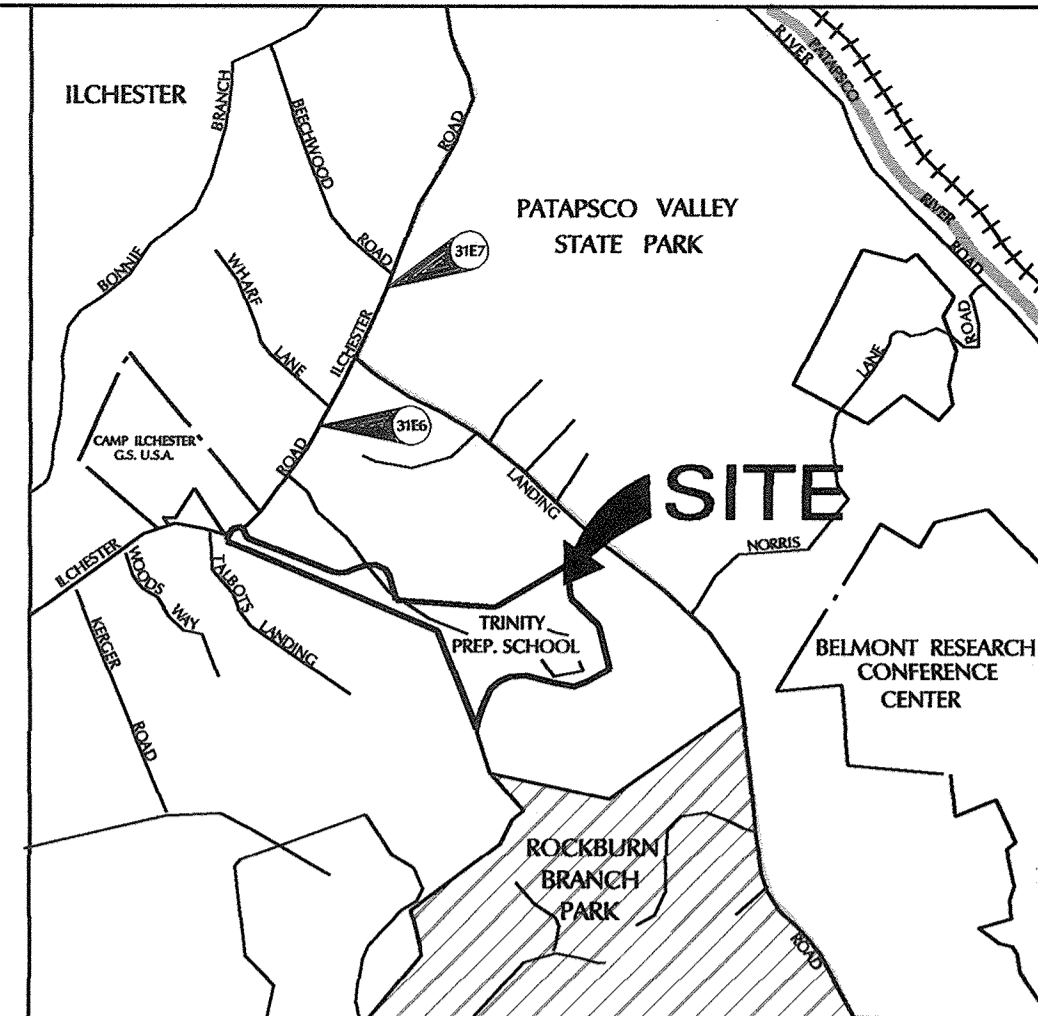 RIVER
PATAPSCO
ILCHESTER
BRANCH
BEECHWOOD
ROAD
ROAD
PATAPSCO VALLEY
STATE PARK
RIVER
ROAD
31E7
BONNIE
WHARF
LANE
ILCHESTER
ROAD
LANE
31E6
CAMP ILCHESTER
G.S. U.S.A.
ROAD
LANDING
SITE
NORRIS
ILCHESTER
WOODS
WAY
TALBOTS
LANDING
KERGER
ROAD
TRINITY
PREP. SCHOOL
BELMONT RESEARCH
CONFERENCE
CENTER
ROCKBURN
BRANCH
PARK
ROAD